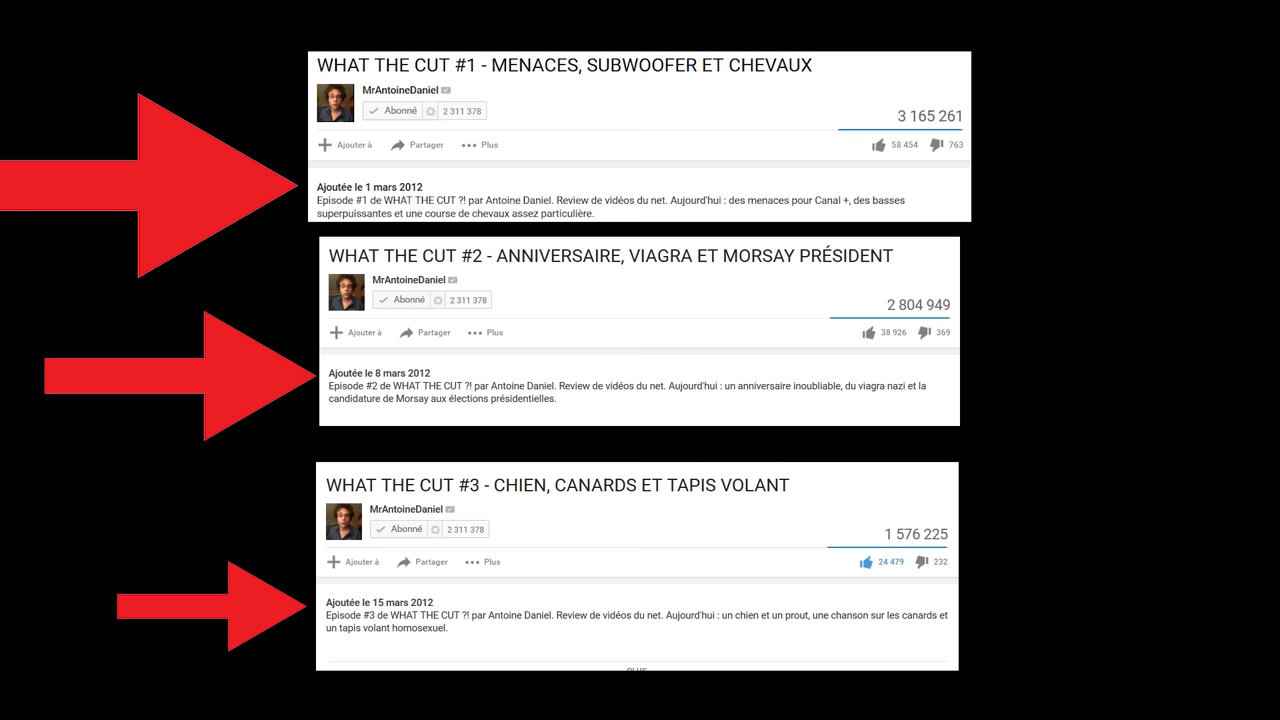 WHAT THE CUT #1 - MENACES, SUBWOOFER ET CHEVAUX
MrAntoineDaniel
Abonné 2 311 378
3 165 261
Ajouter à Partager Plus 58 454 763
Ajoutée le 1 mars 2012
Episode #1 de WHAT THE CUT ?! par Antoine Daniel. Review de vidéos du net. Aujourd'hui : des menaces pour Canal +, des basses
superpuissantes et une course de chevaux assez particulière.
WHAT THE CUT #2 - ANNIVERSAIRE, VIAGRA ET MORSAY PRÉSIDENT
MrAntoineDaniel
Abonné 2 311 378
2 804 949
Ajouter à Partager Plus 38 926 369
Ajoutée le 8 mars 2012
Episode #2 de WHAT THE CUT ?! par Antoine Daniel. Review de vidéos du net. Aujourd'hui : un anniversaire inoubliable, du viagra nazi et la
candidature de Morsay aux élections présidentielles.
WHAT THE CUT #3 - CHIEN, CANARDS ET TAPIS VOLANT
MrAntoineDaniel
Abonné 2 311 378
1 576 225
Ajouter à Partager Plus 24 479 232
Ajoutée le 15 mars 2012
Episode #3 de WHAT THE CUT ?! par Antoine Daniel. Review de vidéos du net. Aujourd'hui : un chien et un prout, une chanson sur les canards et
un tapis volant homosexuel.
PLUS